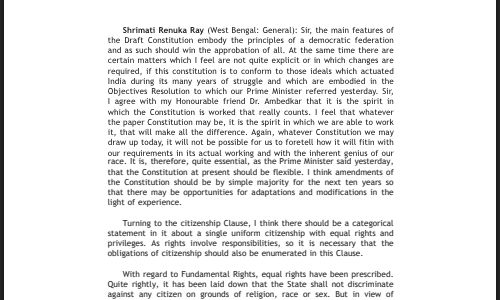 Shrimati Renuka Ray (West Bengal: General): Sir, the main features of
the Draft Constitution embody the principles of a democratic federation
and as such should win the approbation of all. At the same time there are
certain matters which I feel are not quite explicit or in which changes are
required, if this constitution is to conform to those ideals which actuated
India during its many years of struggle and which are embodied in the
Objectives Resolution to which our Prime Minister referred yesterday. Sir,
I agree with my Honourable friend Dr. Ambedkar that it is the spirit in
which the Constitution is worked that really counts. I feel that whatever
the paper Constitution may be, it is the spirit in which we are able to work
it, that will make all the difference. Again, whatever Constitution we may
draw up today, it will not be possible for us to foretell how it will fitin with
our requirements in its actual working and with the inherent genius of our
race. It is, therefore, quite essential, as the Prime Minister said yesterday,
that the Constitution at present should be flexible. I think amendments of
the Constitution should be by simple majority for the next ten years so
that there may be opportunities for adaptations and modifications in the
light of experience.
Turning to the citizenship Clause, I think there should be a categorical
statement in it about a single uniform citizenship with equal rights and
privileges. As rights involve responsibilities, so it is necessary that the
obligations of citizenship should also be enumerated in this Clause.
With regard to Fundamental Rights, equal rights have been prescribed.
Quite rightly, it has been laid down that the State shall not discriminate
against any citizen on grounds of religion, race or sex. But in view of